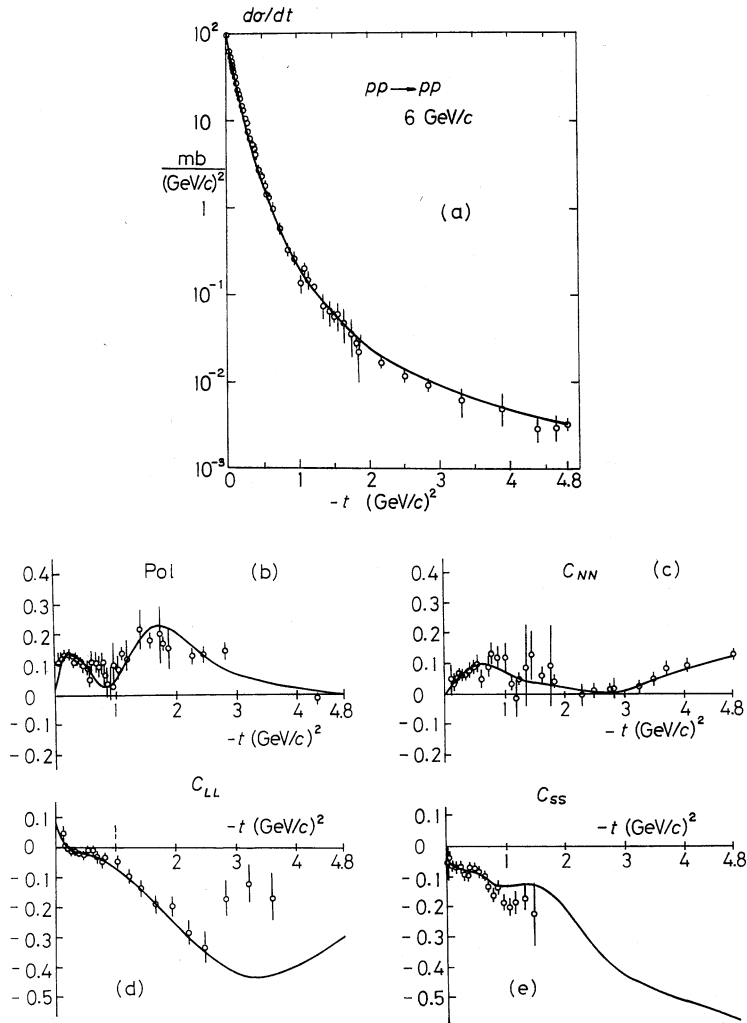 dσ/dt
10²
pp → pp
6 GeV/c
10
mb
(GeV/c)²
1
(a)
10⁻¹
10⁻²
10⁻³
0 1 2 3 4 4.8
-t (GeV/c)²
0.4 Pol (b)
0.3
0.2
0.1
0
-0.1
-0.2
1 2 3 4 4.8
-t (GeV/c)²
0.4 C_NN (c)
0.3
0.2
0.1
0
-0.1
-0.2
1 2 3 4 4.8
-t (GeV/c)²
C_LL
0.1
0
-0.1
-0.2
-0.3
-0.4
-0.5
-t (GeV/c)²
1 2 3 4 4.8
(d)
C_SS
0.1
0
-0.1
-0.2
-0.3
-0.4
-0.5
-t (GeV/c)²
1 2 3 4 4.8
(e)